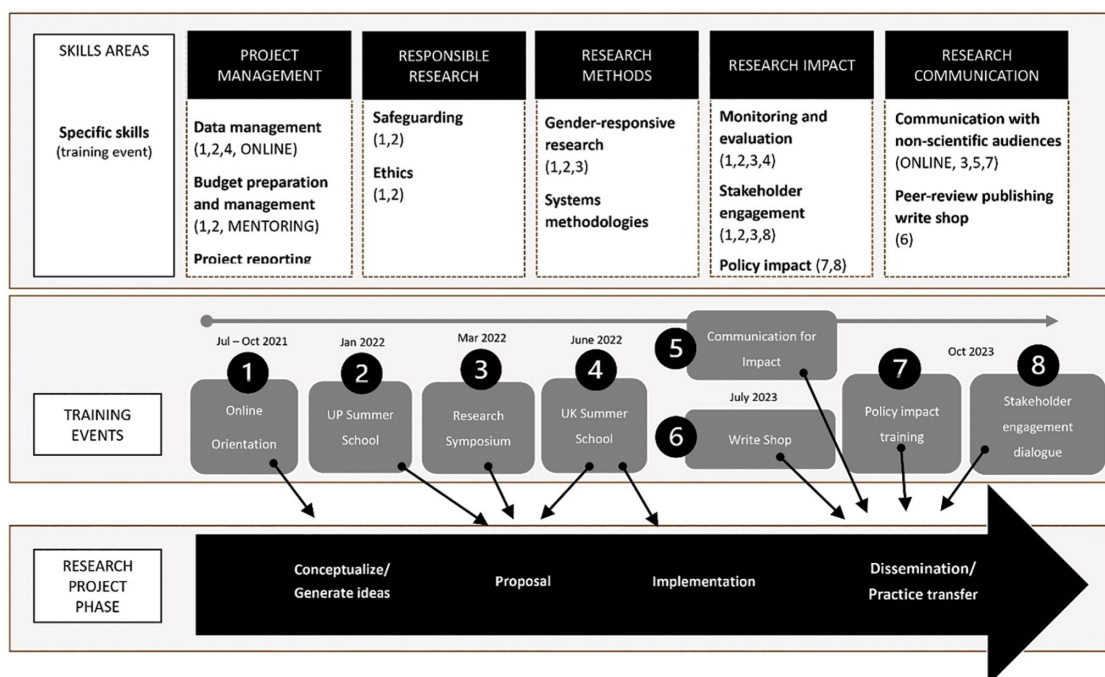 SKILLS AREAS
Specific skills
(training event)
PROJECT
MANAGEMENT
Data management
(1,2,4, ONLINE)
Budget preparation
and management
(1,2, MENTORING)
Project reporting
RESPONSIBLE
RESEARCH
Safeguarding
(1,2)
Ethics
(1,2)
RESEARCH
METHODS
Gender-responsive
research
(1,2,3)
Systems
methodologies
RESEARCH IMPACT
Monitoring and
evaluation
(1,2,3,4)
Stakeholder
engagement
(1,2,3,8)
Policy impact (7,8)
RESEARCH
COMMUNICATION
Communication with
non-scientific audiences
(ONLINE, 3,5,7)
Peer-review publishing
write shop
(6)
TRAINING
EVENTS
Jul – Oct 2021
1
Online
Orientation
Jan 2022
2
UP Summer
School
Mar 2022
3
Research
Symposium
June 2022
4
UK Summer
School
5
Communication for
Impact
July 2023
6
Write Shop
Oct 2023
7
Policy impact
training
8
Stakeholder
engagement
dialogue
RESEARCH
PROJECT
PHASE
Conceptualize/
Generate ideas
Proposal
Implementation
Dissemination/
Practice transfer